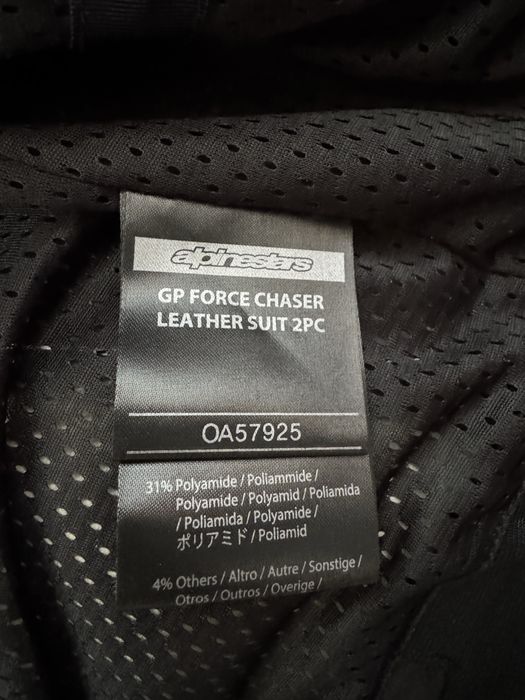 alpinestars
GP FORCE CHASER
LEATHER SUIT 2PC
OA57925
31% Polyamide / Poliammide /
Polyamide / Polyamid / Poliamida
/ Poliamida / Polyamide /
ポリアミド / Poliamid
4% Others / Altro / Autre / Sonstige /
Otros / Outros / Overige /